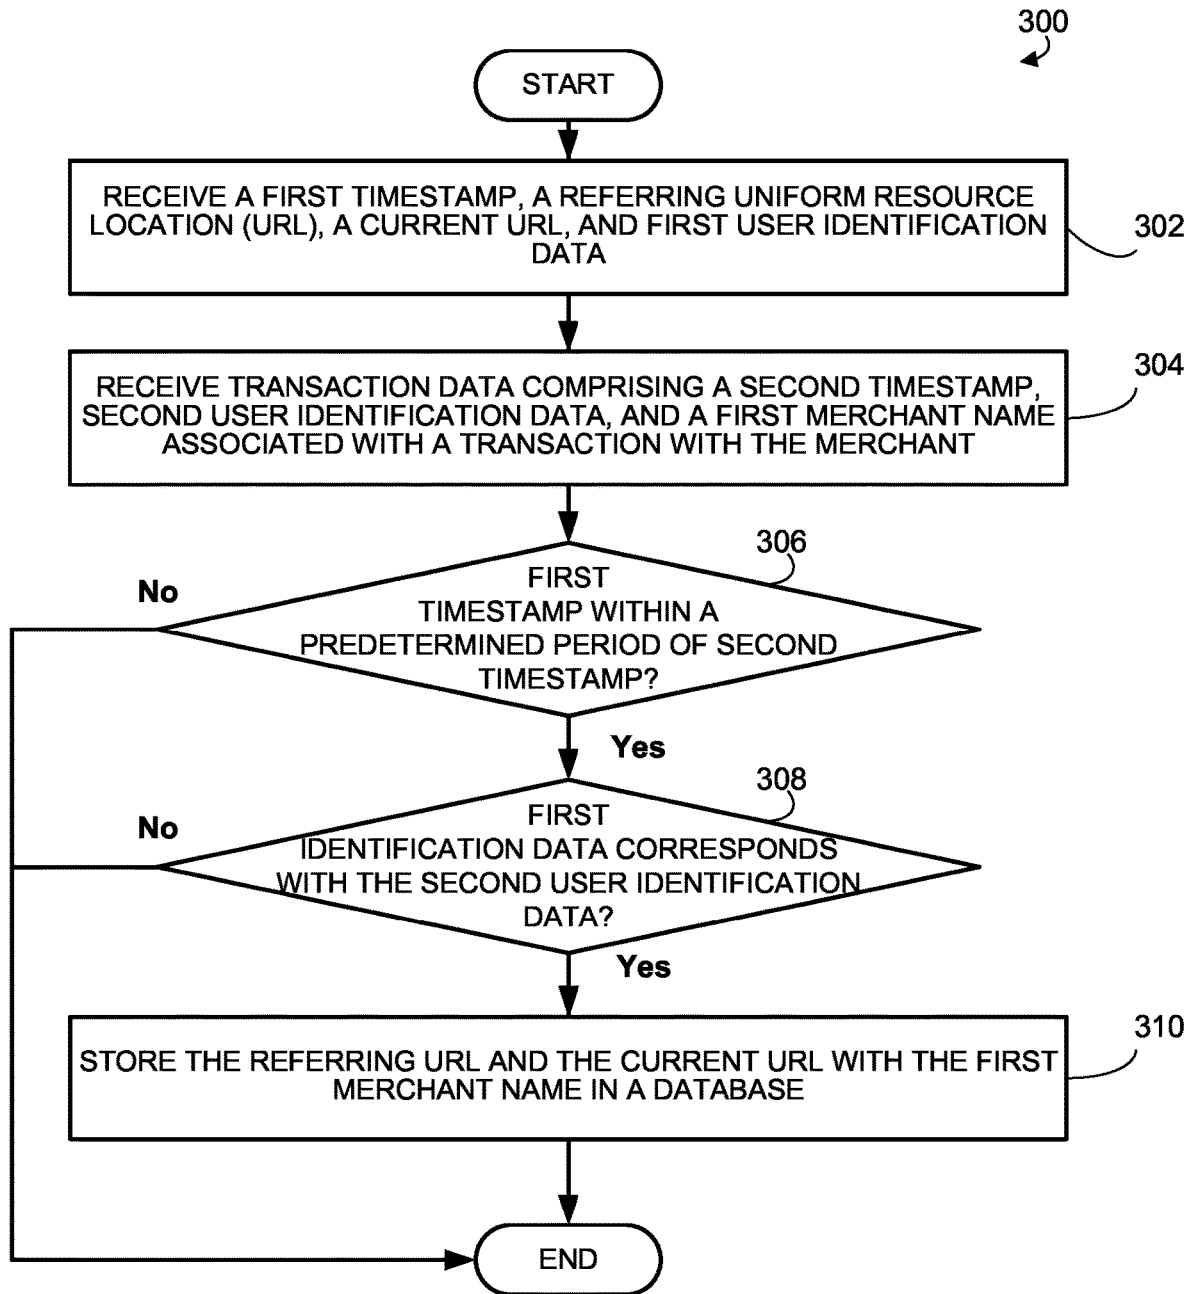 300
START
RECEIVE A FIRST TIMESTAMP, A REFERRING UNIFORM RESOURCE
LOCATION (URL), A CURRENT URL, AND FIRST USER IDENTIFICATION
DATA
302
RECEIVE TRANSACTION DATA COMPRISING A SECOND TIMESTAMP,
SECOND USER IDENTIFICATION DATA, AND A FIRST MERCHANT NAME
ASSOCIATED WITH A TRANSACTION WITH THE MERCHANT
304
306
No
FIRST
TIMESTAMP WITHIN A
PREDETERMINED PERIOD OF SECOND
TIMESTAMP?
Yes
308
No
FIRST
IDENTIFICATION DATA CORRESPONDS
WITH THE SECOND USER IDENTIFICATION
DATA?
Yes
STORE THE REFERRING URL AND THE CURRENT URL WITH THE FIRST
MERCHANT NAME IN A DATABASE
310
END